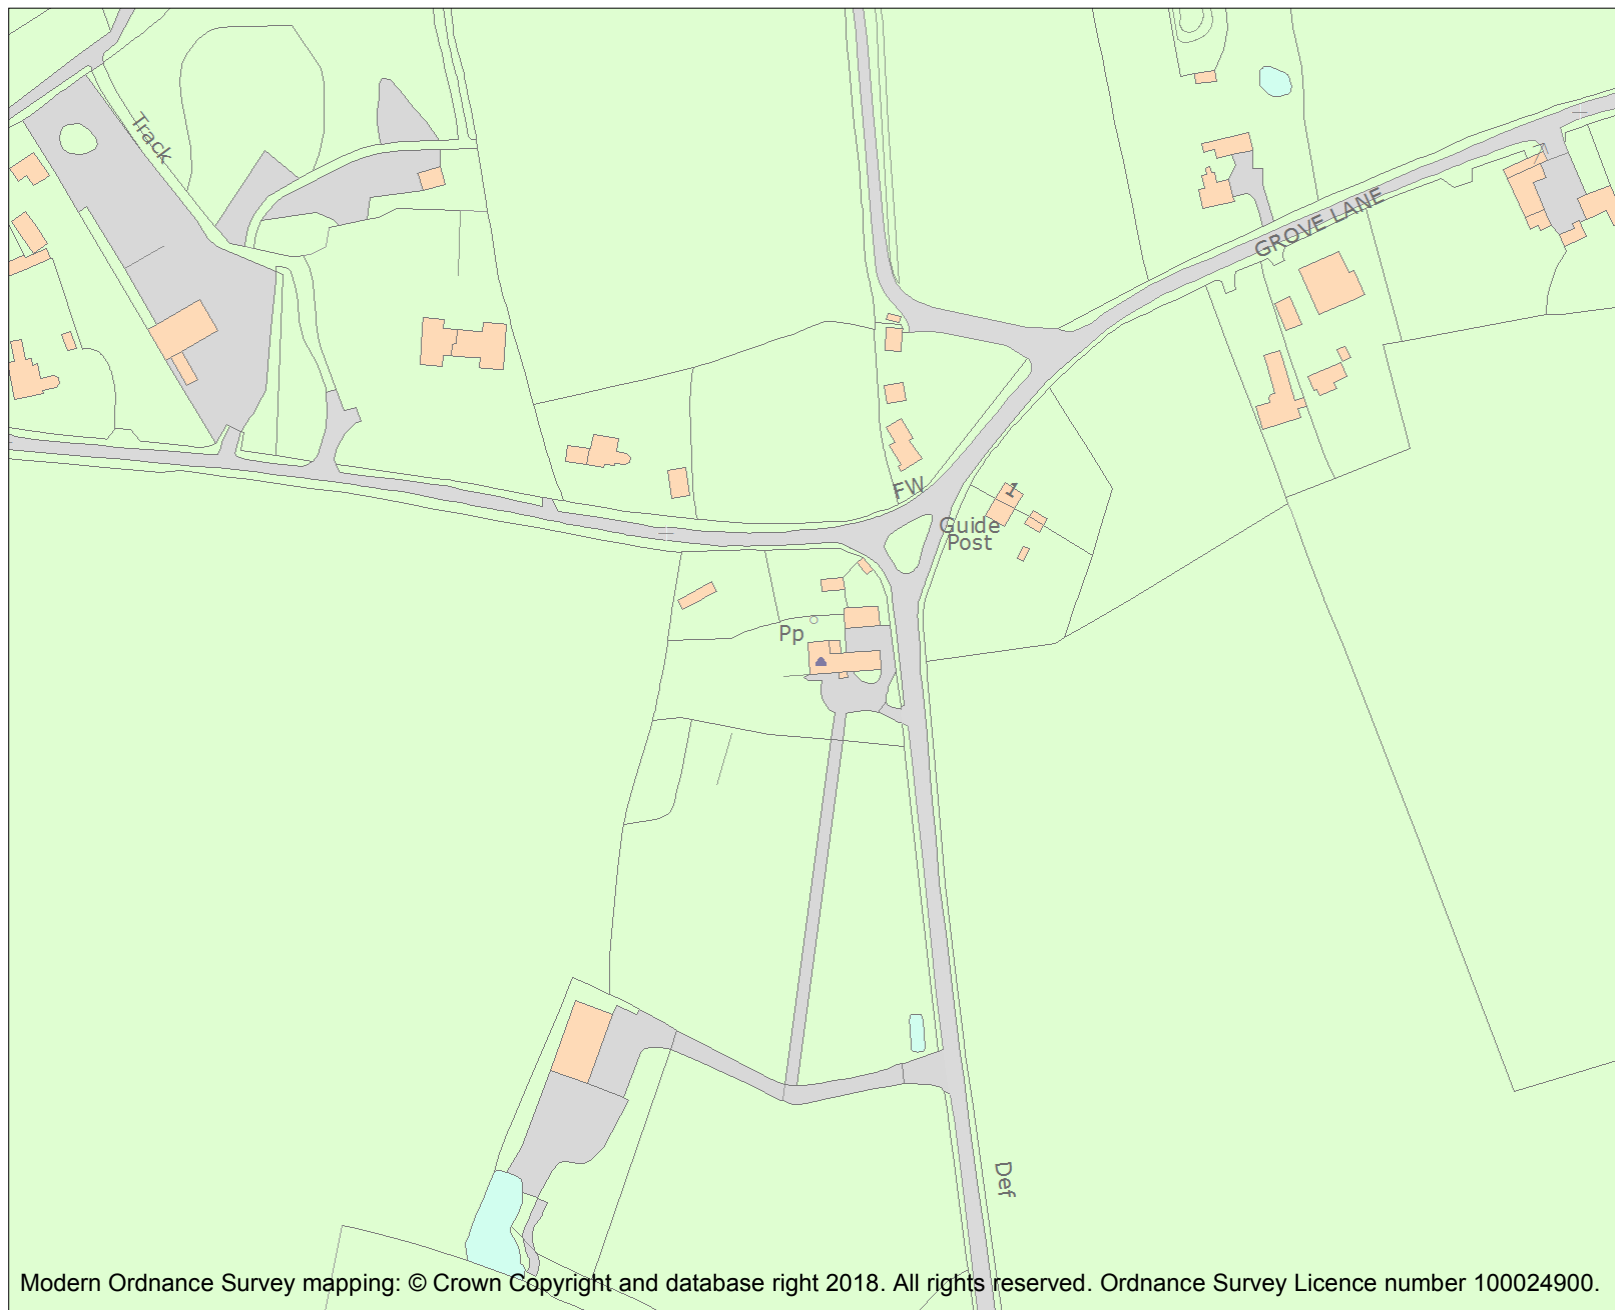 Track
GROVE LANE
FW
1
Guide
Post
Pp
Def
Modern Ordnance Survey mapping: © Crown Copyright and database right 2018. All rights reserved. Ordnance Survey Licence number 100024900.